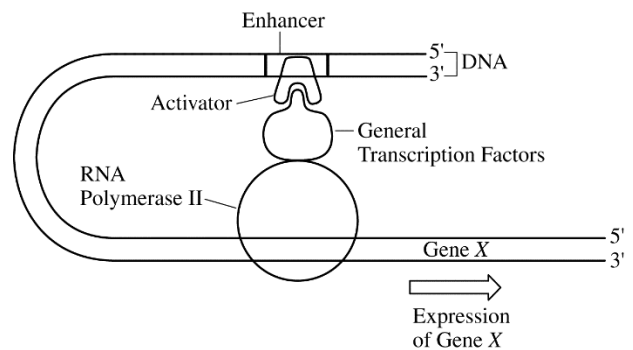 Enhancer
5'
3'
DNA
Activator
General
Transcription Factors
RNA
Polymerase II
5'
Gene X
3'
Expression
of Gene X